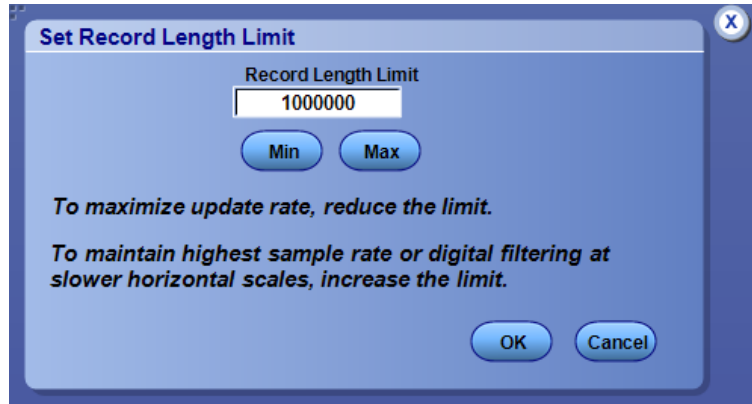 Set Record Length Limit
X
Record Length Limit
1000000
Min Max
To maximize update rate, reduce the limit.
To maintain highest sample rate or digital filtering at
slower horizontal scales, increase the limit.
OK Cancel